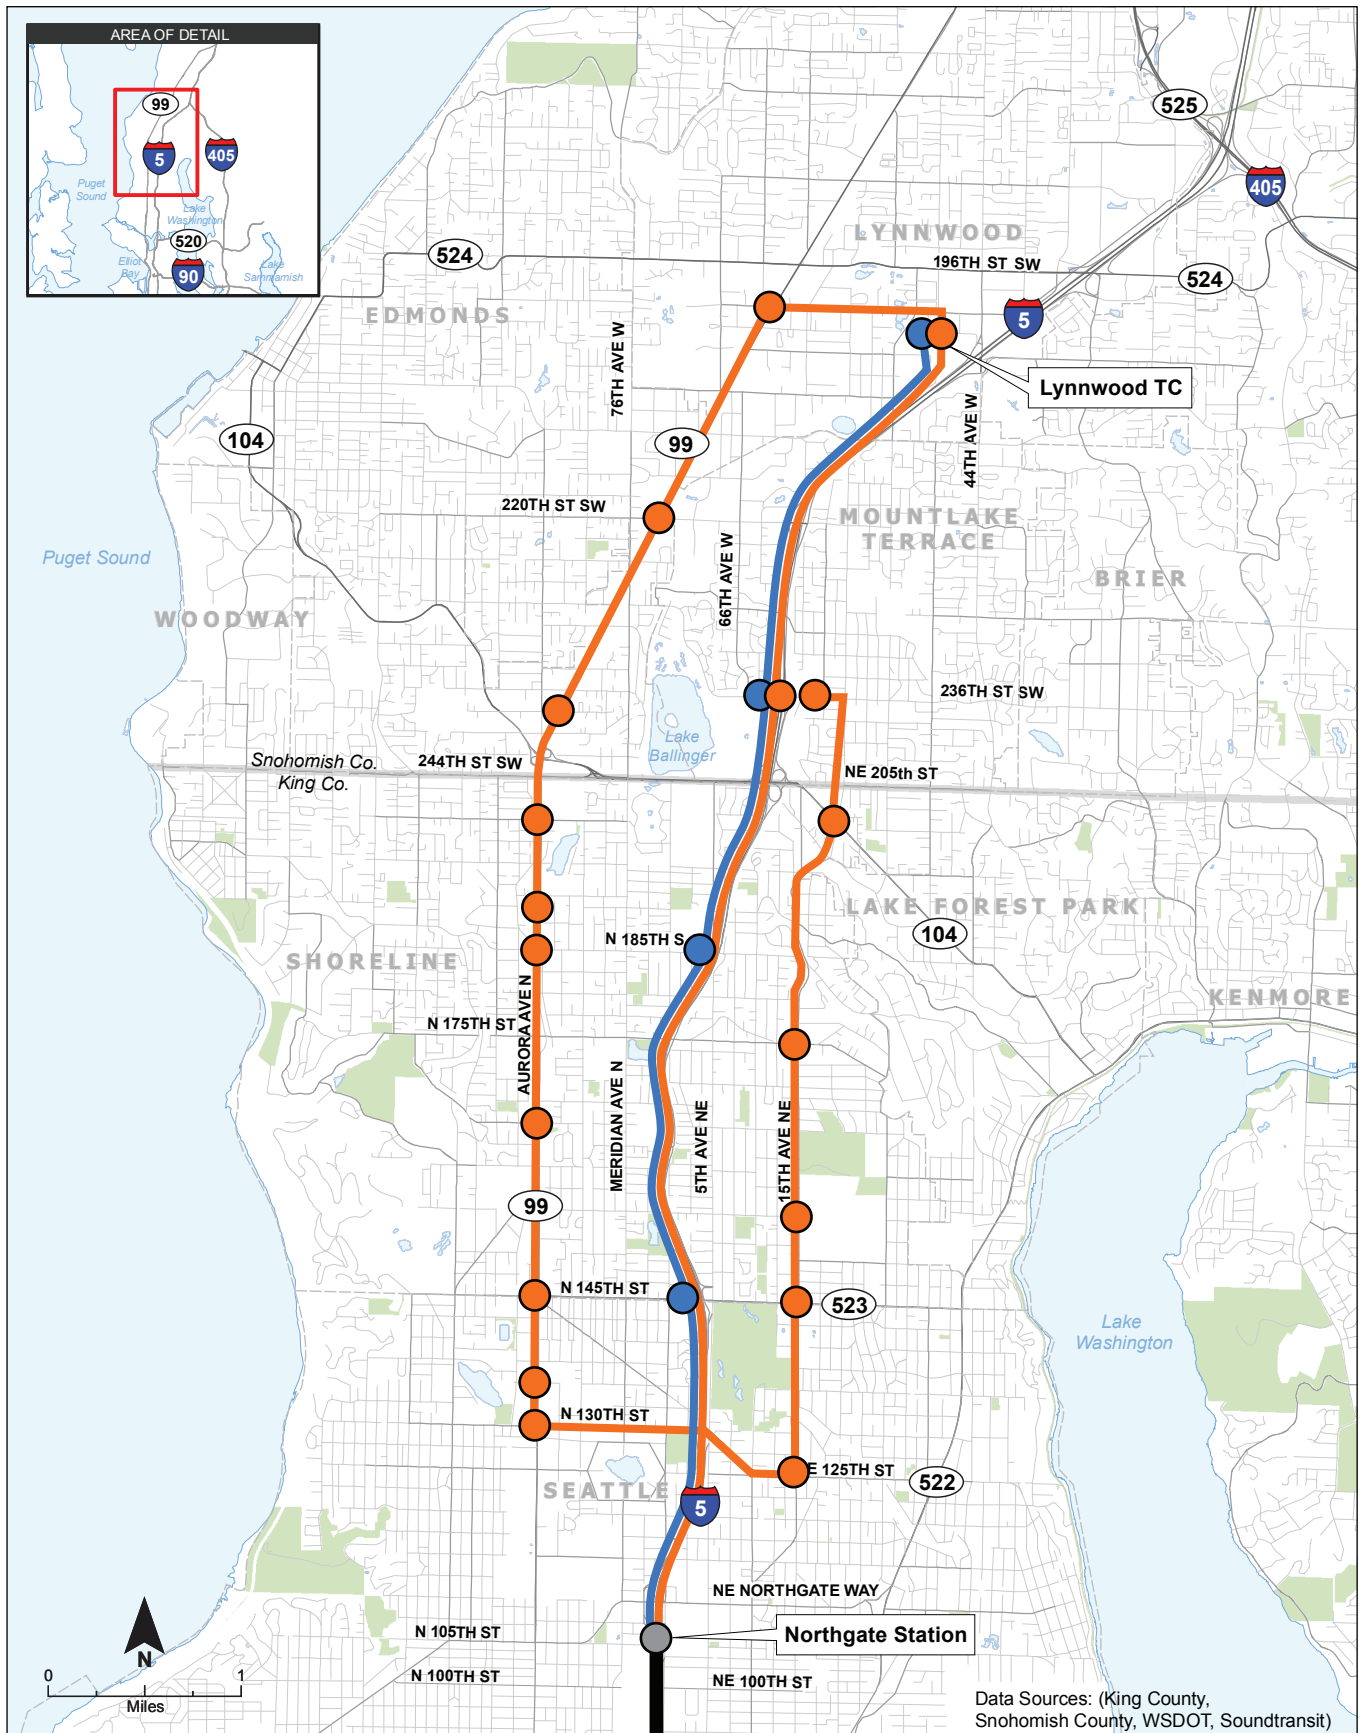 AREA OF DETAIL
99
5
405
Puget
Sound
Lake
Washington
520
Elliot
Bay
90
Lake
Sammamish
525
405
LYNNWOOD
196TH ST SW
524
524
EDMONDS
5
76TH AVE W
Lynnwood TC
44TH AVE W
104
99
220TH ST SW
MOUNTLAKE
TERRACE
Puget Sound
66TH AVE W
BRIER
WOODWAY
236TH ST SW
Lake
Ballinger
Snohomish Co.
King Co.
244TH ST SW
NE 205th ST
LAKE FOREST PARK
104
N 185TH S
SHORELINE
KENMORE
N 175TH ST
AURORA AVE N
MERIDIAN AVE N
5TH AVE NE
15TH AVE NE
99
N 145TH ST
523
Lake
Washington
N 130TH ST
E 125TH ST
522
SEATTLE
5
NE NORTHGATE WAY
N 105TH ST
Northgate Station
N 100TH ST
NE 100TH ST
N
0 1
Miles
Data Sources: (King County,
Snohomish County, WSDOT, Soundtransit)